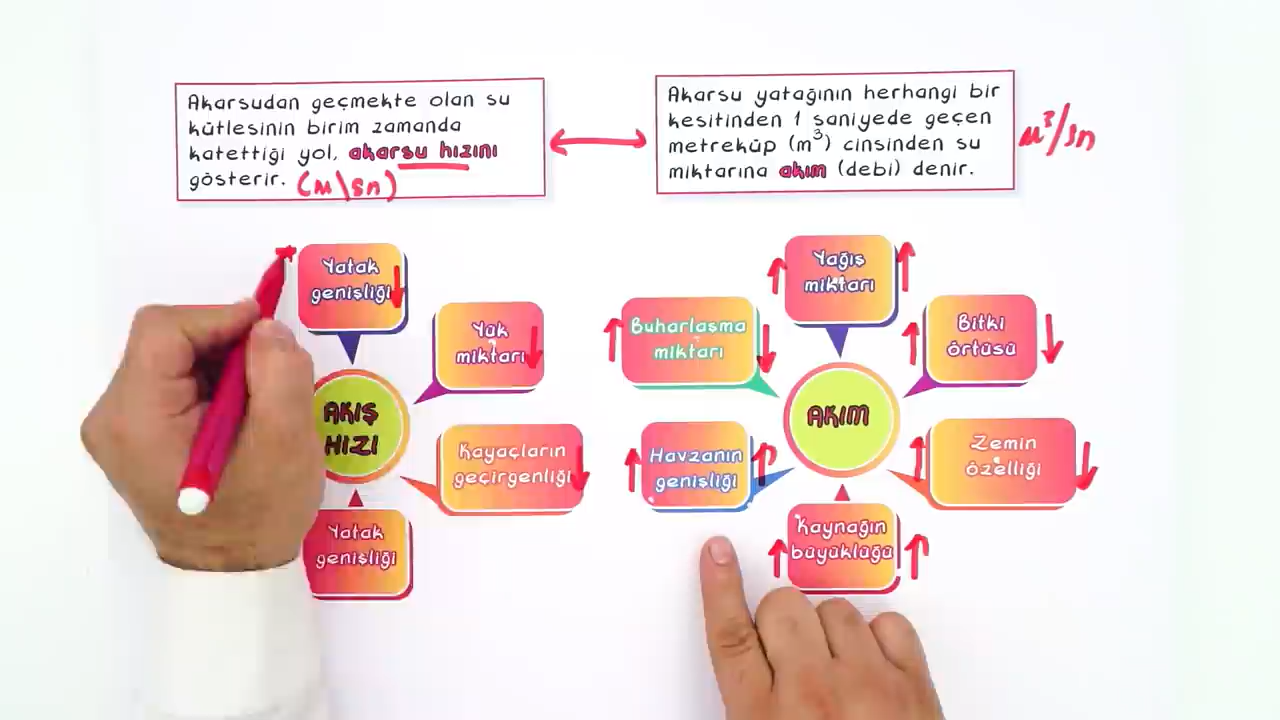 Akarsudan geçmekte olan su
kütlesinin birim zamanda
katettiği yol, akarsu hızını
gösterir. (m\sn)
Akarsu yatağının herhangi bir
kesitinden 1 saniyede geçen
metreküp (m³) cinsinden su
miktarına akım (debi) denir.
m³/sn
Yatak
genişliği
Yük
miktarı
Kayaçların
geçirgenliği
Yatak
genişliği
AKIŞ
HIZI
Yağış
miktarı
Buharlaşma
miktarı
Bitki
örtüsü
AKIM
Havzanın
genişliği
Zemin
özelliği
Kaynağın
büyüklüğü